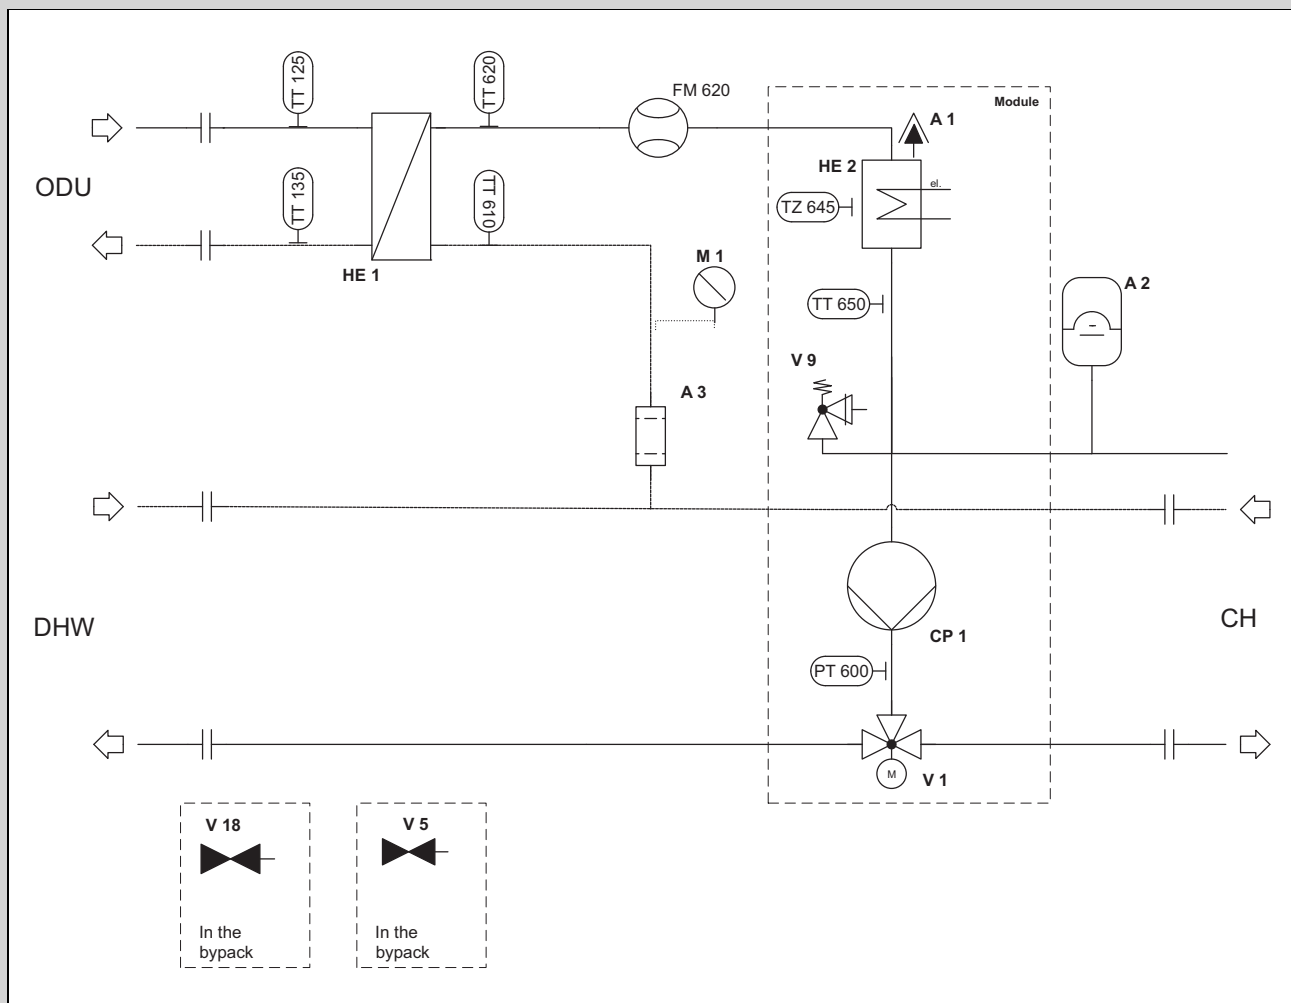 TT 125
TT 620
FM 620
Module
A 1
HE 2
el.
ODU
TT 135
TT 610
TZ 645
HE 1
M 1
TT 650
A 2
V 9
A 3
DHW
CH
CP 1
PT 600
M
V 1
V 18
V 5
In the
bypack
In the
bypack